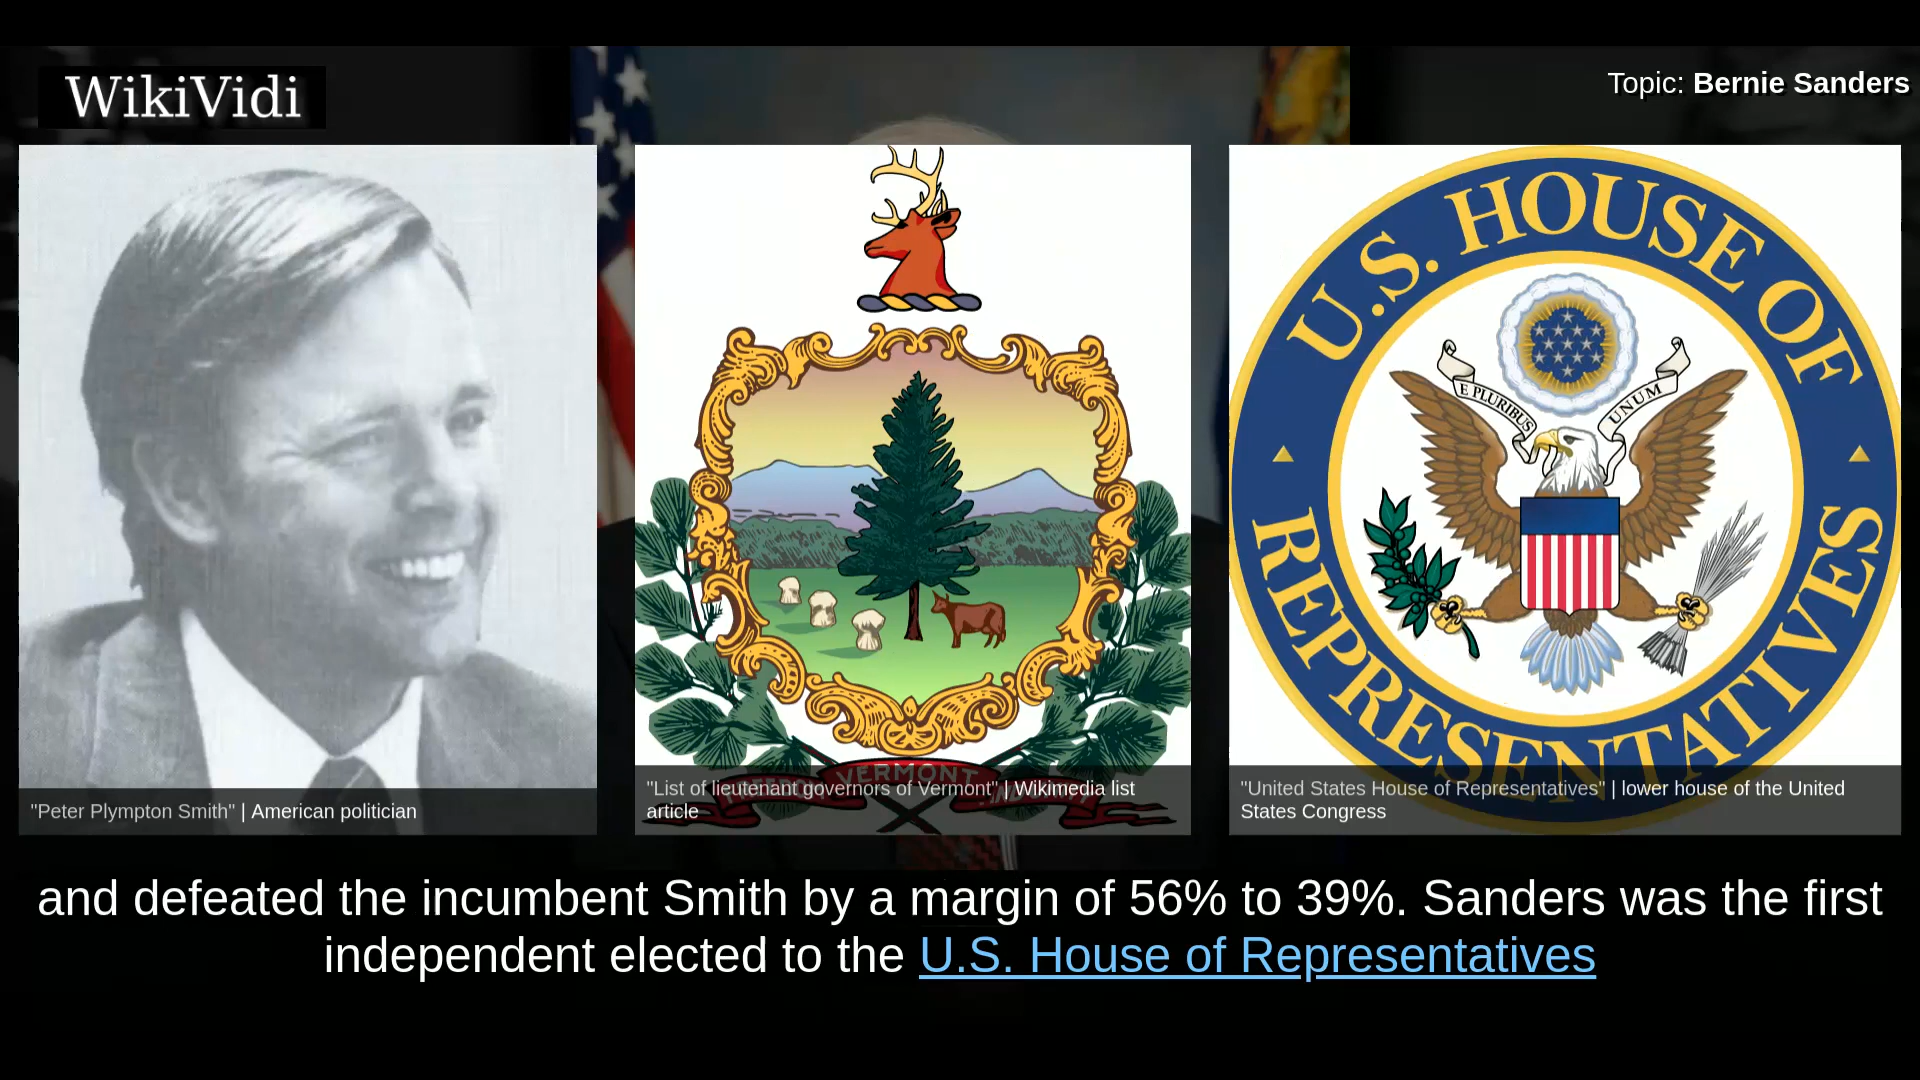 WikiVidi
Topic: Bernie Sanders
U.S. HOUSE OF
REPRESENTATIVES
E PLURIBUS
UNUM
VERMONT
"Peter Plympton Smith" | American politician
"List of lieutenant governors of Vermont" | Wikimedia list
article
"United States House of Representatives" | lower house of the United
States Congress
and defeated the incumbent Smith by a margin of 56% to 39%. Sanders was the first
independent elected to the U.S. House of Representatives